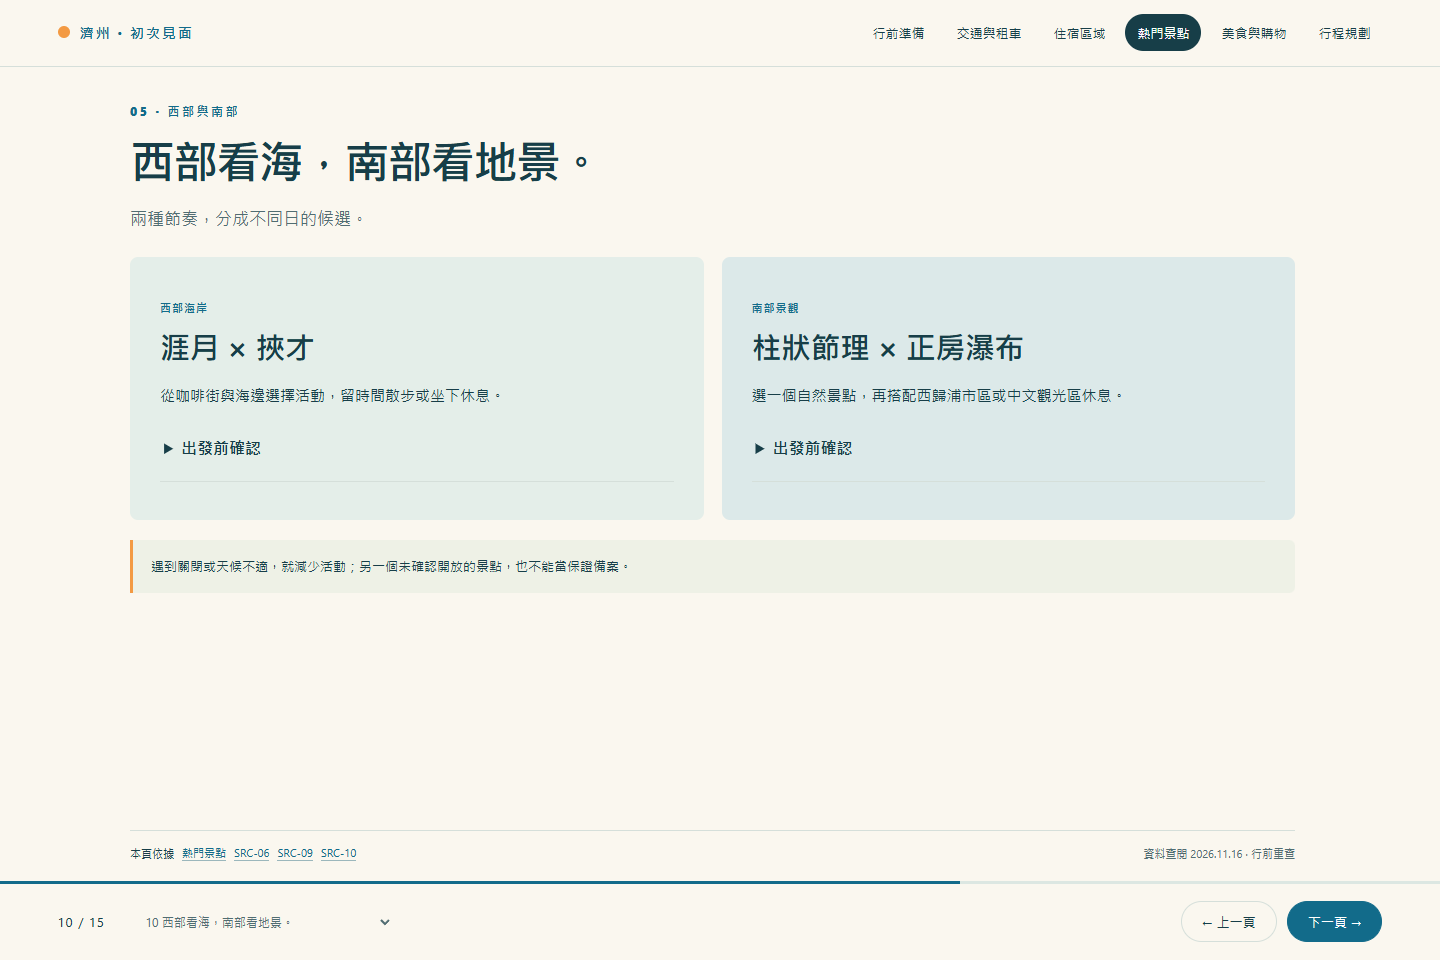 濟州・初次見面
行前準備 交通與租車 住宿區域 熱門景點 美食與購物 行程規劃
05 · 西部與南部
西部看海，南部看地景。
兩種節奏，分成不同日的候選。
西部海岸
涯月 × 挾才
從咖啡街與海邊選擇活動，留時間散步或坐下休息。
▶ 出發前確認
南部景觀
柱狀節理 × 正房瀑布
選一個自然景點，再搭配西歸浦市區或中文觀光區休息。
▶ 出發前確認
遇到關閉或天候不適，就減少活動；另一個未確認開放的景點，也不能當保證備案。
本頁依據 熱門景點 SRC-06 SRC-09 SRC-10
資料查閱 2026.11.16 · 行前重查
10 / 15
10 西部看海，南部看地景。
← 上一頁
下一頁 →